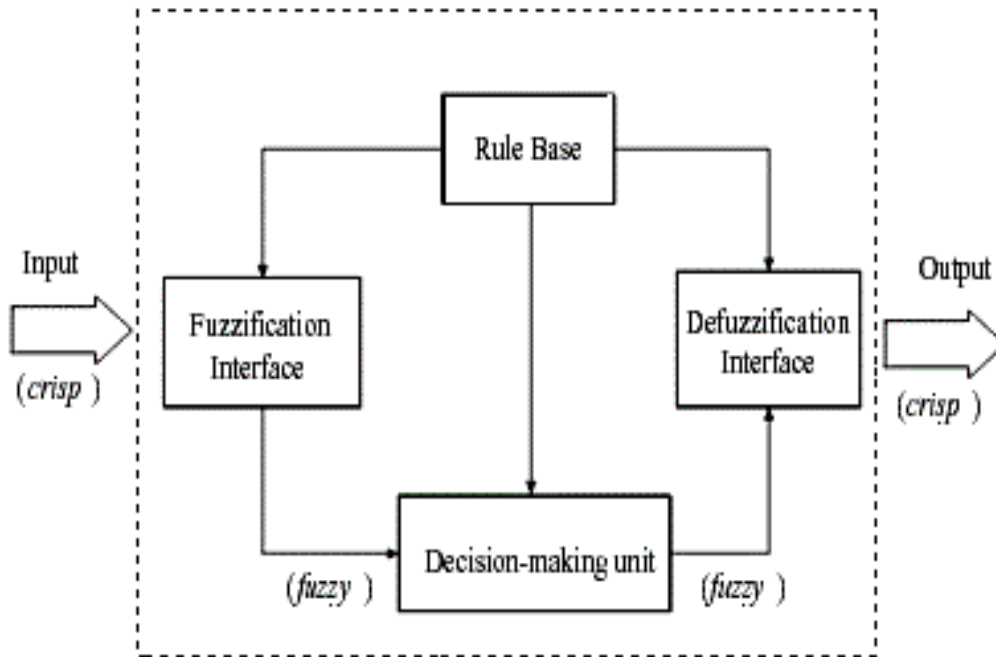 Rule Base
Input
(crisp )
Fuzzification
Interface
Defuzzification
Interface
Output
(crisp )
(fuzzy )
Decision-making unit
(fuzzy )